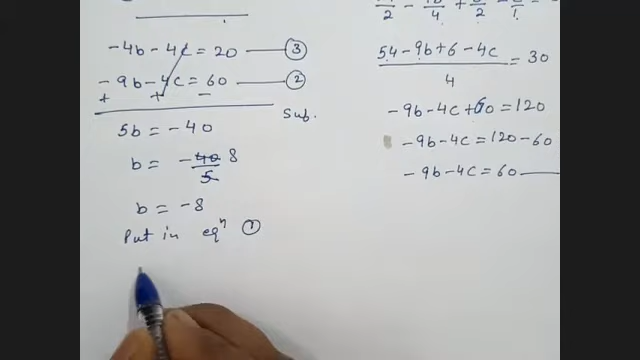 -4b - 4c = 20 —— ③
-9b - 4c = 60 —— ②
+ + -
Sub.
5b = -40
b = -40/5 8
b = -8
Put in eqⁿ ①
(54 - 9b + 6 - 4c)/4 = 30
-9b - 4c + 60 = 120
-9b - 4c = 120 - 60
-9b - 4c = 60 ——